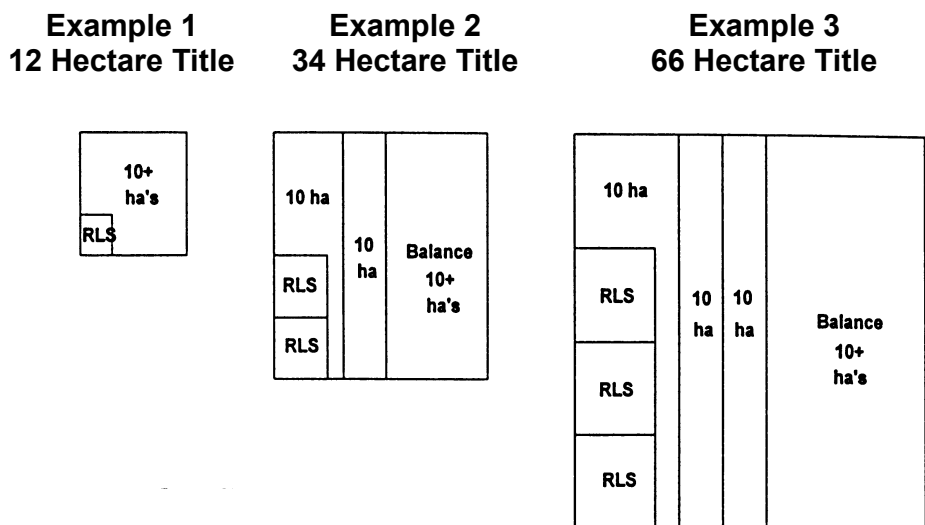 Example 1
12 Hectare Title
Example 2
34 Hectare Title
Example 3
66 Hectare Title
10+
ha's
RLS
10 ha
RLS
RLS
10
ha
Balance
10+
ha's
10 ha
RLS
RLS
RLS
10
ha
10
ha
Balance
10+
ha's